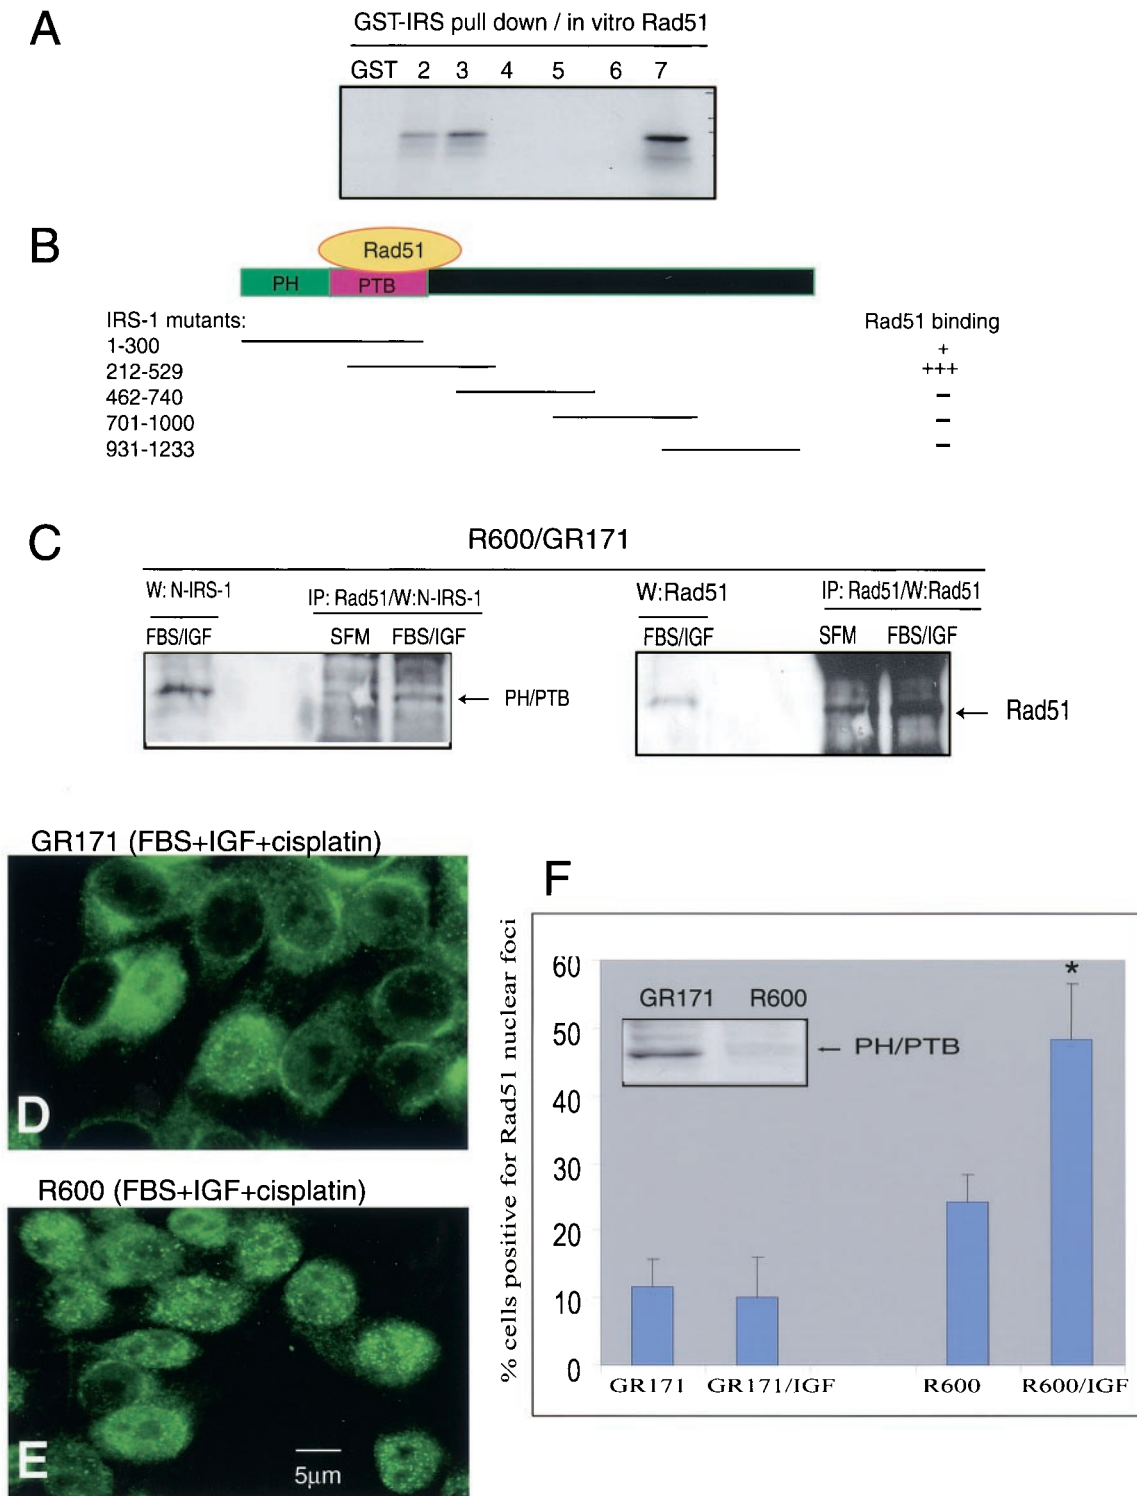 A
GST-IRS pull down / in vitro Rad51
GST 2 3 4 5 6 7
B
Rad51
PH PTB
IRS-1 mutants: Rad51 binding
1-300 +
212-529 +++
462-740 −
701-1000 −
931-1233 −
C
R600/GR171
W: N-IRS-1 IP: Rad51/W:N-IRS-1 W:Rad51 IP: Rad51/W:Rad51
FBS/IGF SFM FBS/IGF FBS/IGF SFM FBS/IGF
← PH/PTB
← Rad51
GR171 (FBS+IGF+cisplatin)
D
R600 (FBS+IGF+cisplatin)
E
5µm
F
% cells positive for Rad51 nuclear foci
60
50
40
30
20
10
0
*
GR171 R600
← PH/PTB
GR171 GR171/IGF R600 R600/IGF